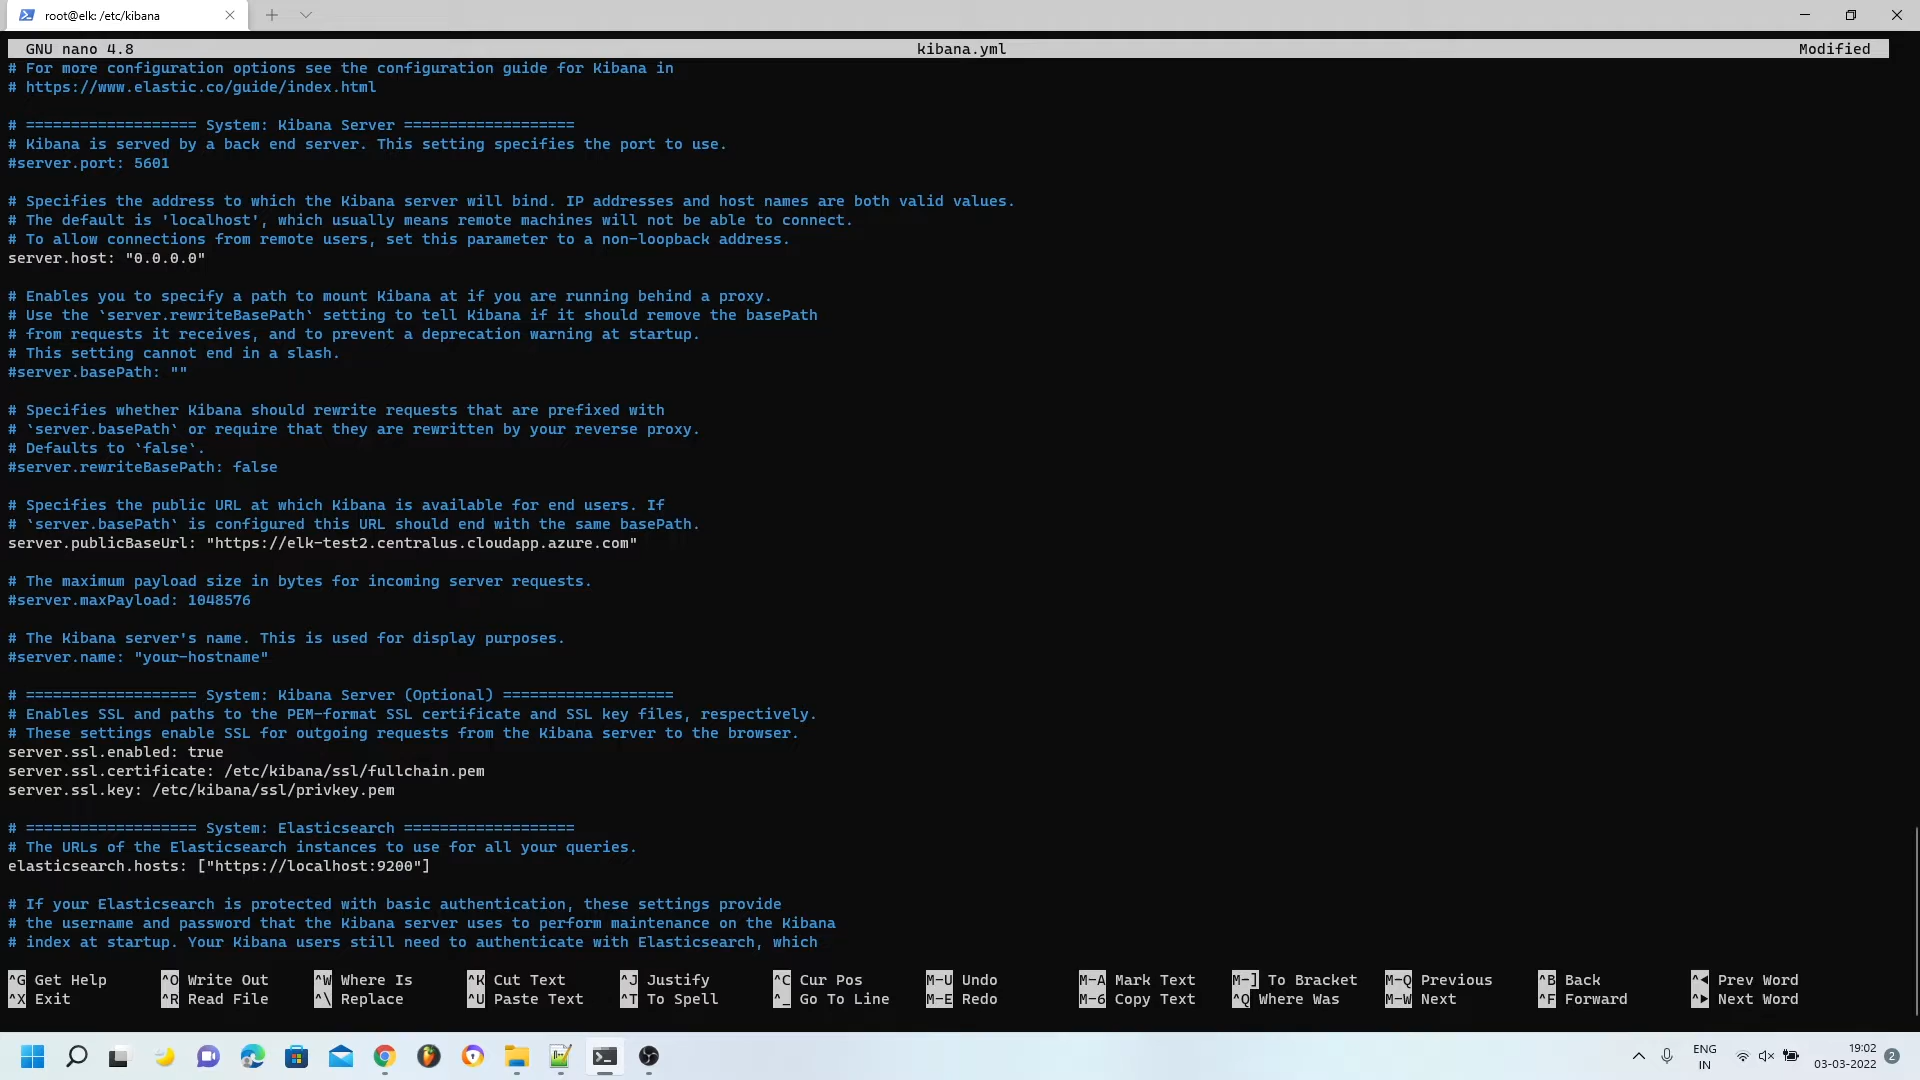 root@elk: /etc/kibana
GNU nano 4.8 kibana.yml Modified
# For more configuration options see the configuration guide for Kibana in
# https://www.elastic.co/guide/index.html
# =================== System: Kibana Server ===================
# Kibana is served by a back end server. This setting specifies the port to use.
#server.port: 5601
# Specifies the address to which the Kibana server will bind. IP addresses and host names are both valid values.
# The default is 'localhost', which usually means remote machines will not be able to connect.
# To allow connections from remote users, set this parameter to a non-loopback address.
server.host: "0.0.0.0"
# Enables you to specify a path to mount Kibana at if you are running behind a proxy.
# Use the `server.rewriteBasePath` setting to tell Kibana if it should remove the basePath
# from requests it receives, and to prevent a deprecation warning at startup.
# This setting cannot end in a slash.
#server.basePath: ""
# Specifies whether Kibana should rewrite requests that are prefixed with
# `server.basePath` or require that they are rewritten by your reverse proxy.
# Defaults to `false`.
#server.rewriteBasePath: false
# Specifies the public URL at which Kibana is available for end users. If
# `server.basePath` is configured this URL should end with the same basePath.
server.publicBaseUrl: "https://elk-test2.centralus.cloudapp.azure.com"
# The maximum payload size in bytes for incoming server requests.
#server.maxPayload: 1048576
# The Kibana server's name. This is used for display purposes.
#server.name: "your-hostname"
# =================== System: Kibana Server (Optional) ===================
# Enables SSL and paths to the PEM-format SSL certificate and SSL key files, respectively.
# These settings enable SSL for outgoing requests from the Kibana server to the browser.
server.ssl.enabled: true
server.ssl.certificate: /etc/kibana/ssl/fullchain.pem
server.ssl.key: /etc/kibana/ssl/privkey.pem
# =================== System: Elasticsearch ===================
# The URLs of the Elasticsearch instances to use for all your queries.
elasticsearch.hosts: ["https://localhost:9200"]
# If your Elasticsearch is protected with basic authentication, these settings provide
# the username and password that the Kibana server uses to perform maintenance on the Kibana
# index at startup. Your Kibana users still need to authenticate with Elasticsearch, which
^G Get Help ^O Write Out ^W Where Is ^K Cut Text ^J Justify ^C Cur Pos M-U Undo M-A Mark Text M-] To Bracket M-Q Previous ^B Back ^◄ Prev Word
^X Exit ^R Read File ^\ Replace ^U Paste Text ^T To Spell ^_ Go To Line M-E Redo M-6 Copy Text ^Q Where Was M-W Next ^F Forward ^► Next Word
ENG
IN
19:02
03-03-2022
2